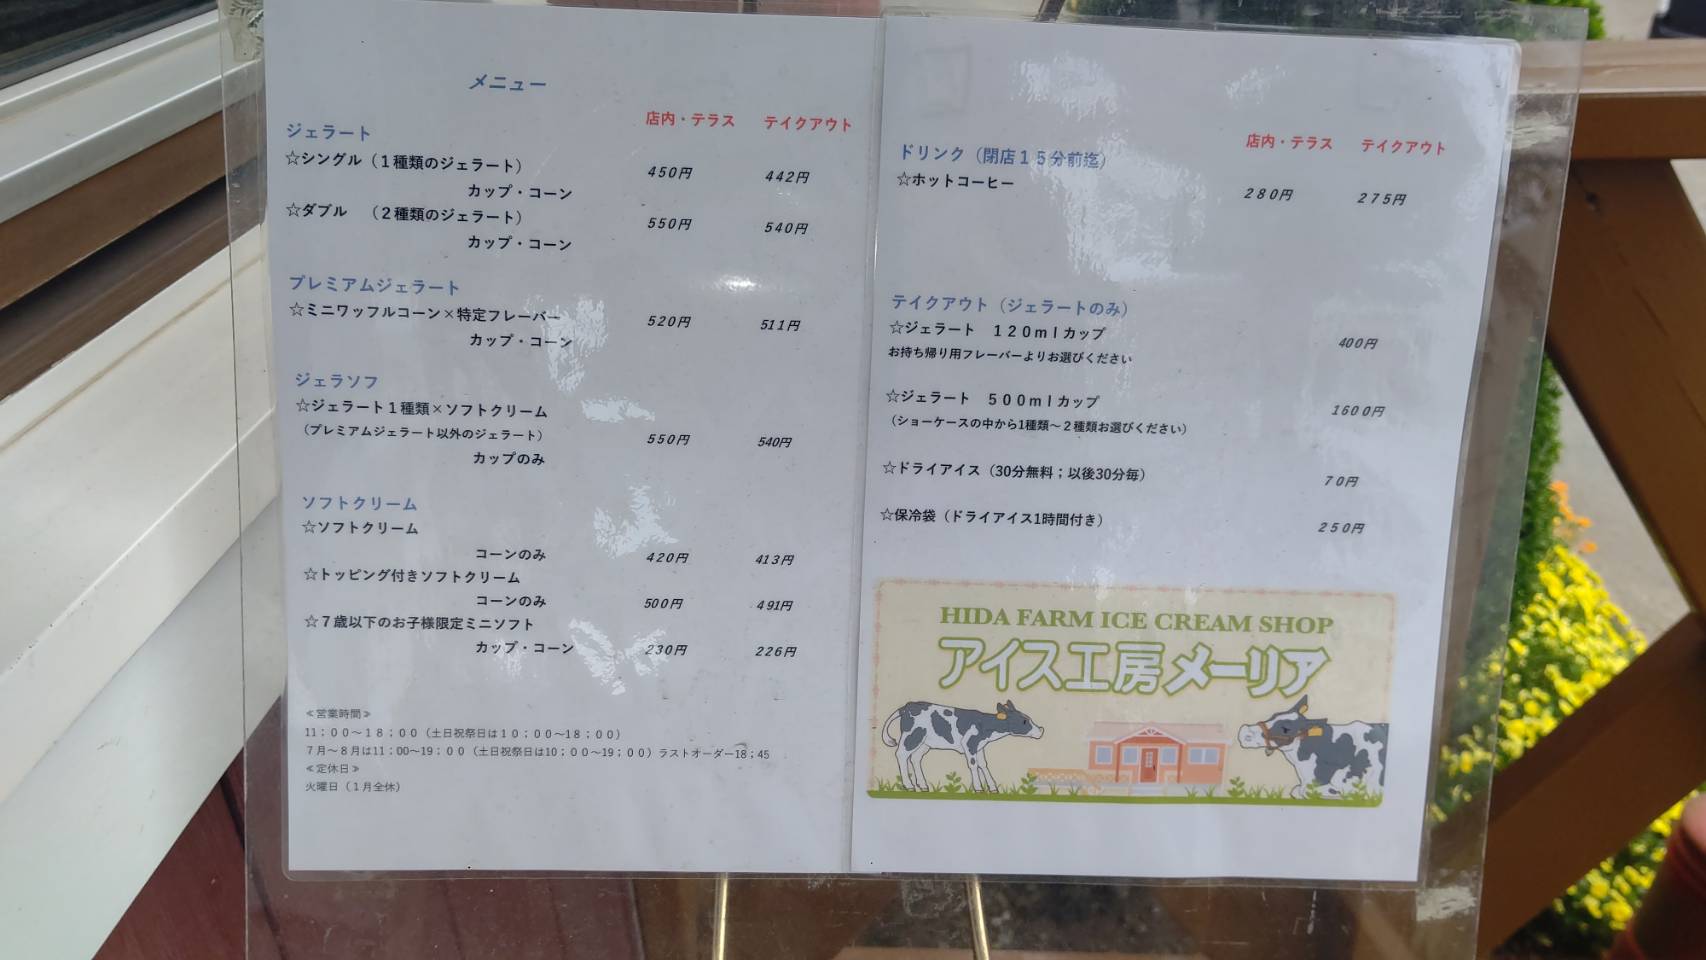 メニュー
店内・テラス　テイクアウト
ジェラート
☆シングル（１種類のジェラート）
カップ・コーン　450円　442円
☆ダブル　（２種類のジェラート）
カップ・コーン　550円　540円
プレミアムジェラート
☆ミニワッフルコーン×特定フレーバー
カップ・コーン　520円　511円
ジェラソフ
☆ジェラート１種類×ソフトクリーム
（プレミアムジェラート以外のジェラート）　550円　540円
カップのみ
ソフトクリーム
☆ソフトクリーム
コーンのみ　420円　413円
☆トッピング付きソフトクリーム
コーンのみ　500円　491円
☆７歳以下のお子様限定ミニソフト
カップ・コーン　230円　226円
≪営業時間≫
11；００～１８；００（土日祝祭日は１０；００～18；００）
７月～８月は11；00～19；００（土日祝祭日は10；００～19；００）ラストオーダー18；45
≪定休日≫
火曜日（１月全休）
店内・テラス　テイクアウト
ドリンク（閉店１５分前迄）
☆ホットコーヒー　２８０円　２７５円
テイクアウト（ジェラートのみ）
☆ジェラート　１２０ｍｌカップ　400円
お持ち帰り用フレーバーよりお選びください
☆ジェラート　５００ｍｌカップ　1６００円
（ショーケースの中から1種類～２種類お選びください）
☆ドライアイス（30分無料；以後30分毎）　７０円
☆保冷袋（ドライアイス1時間付き）　２５０円
HIDA FARM ICE CREAM SHOP
アイス工房メーリア